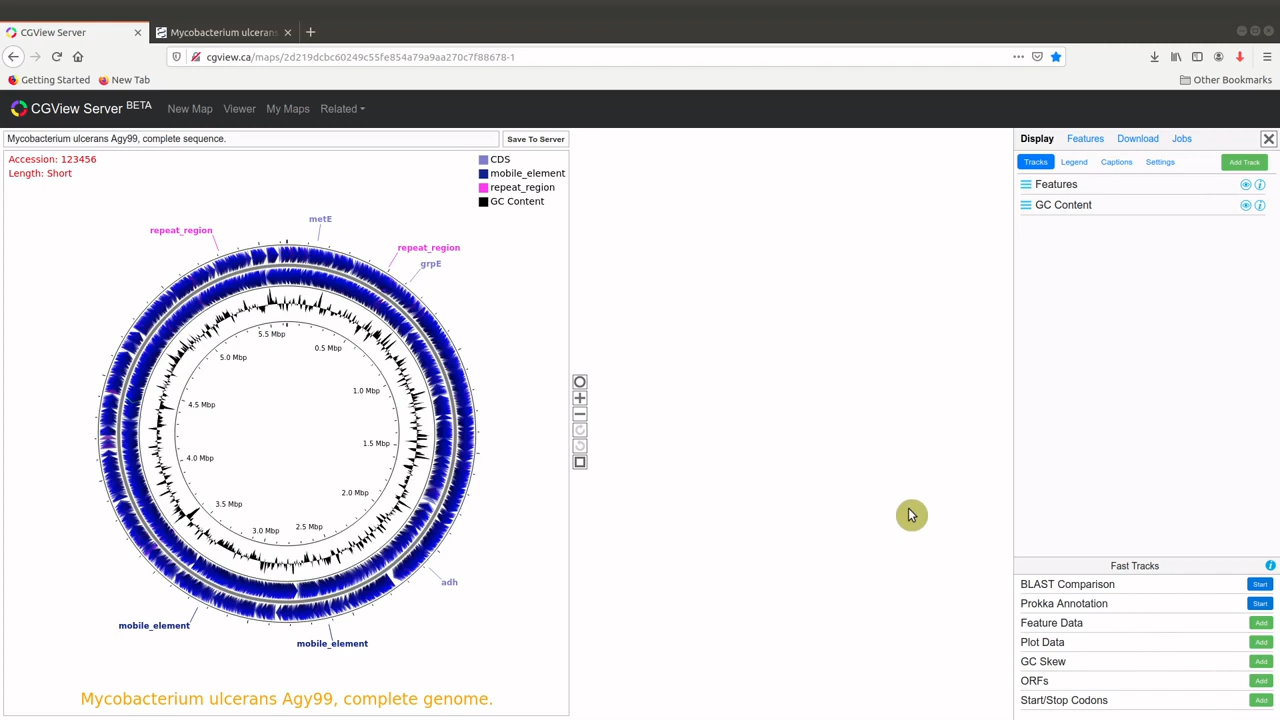 CGView Server
Mycobacterium ulcerans
cgview.ca/maps/2d219dcbc60249c55fe854a79a9aa270c7f88678-1
Getting Started
New Tab
Other Bookmarks
CGView Server BETA
New Map
Viewer
My Maps
Related
Mycobacterium ulcerans Agy99, complete sequence.
Save To Server
Accession: 123456
Length: Short
CDS
mobile_element
repeat_region
GC Content
metE
repeat_region
repeat_region
grpE
5.5 Mbp
0.5 Mbp
5.0 Mbp
1.0 Mbp
4.5 Mbp
1.5 Mbp
4.0 Mbp
2.0 Mbp
3.5 Mbp
2.5 Mbp
3.0 Mbp
adh
mobile_element
mobile_element
Mycobacterium ulcerans Agy99, complete genome.
Display
Features
Download
Jobs
Tracks
Legend
Captions
Settings
Add Track
Features
GC Content
Fast Tracks
BLAST Comparison
Start
Prokka Annotation
Start
Feature Data
Add
Plot Data
Add
GC Skew
Add
ORFs
Add
Start/Stop Codons
Add